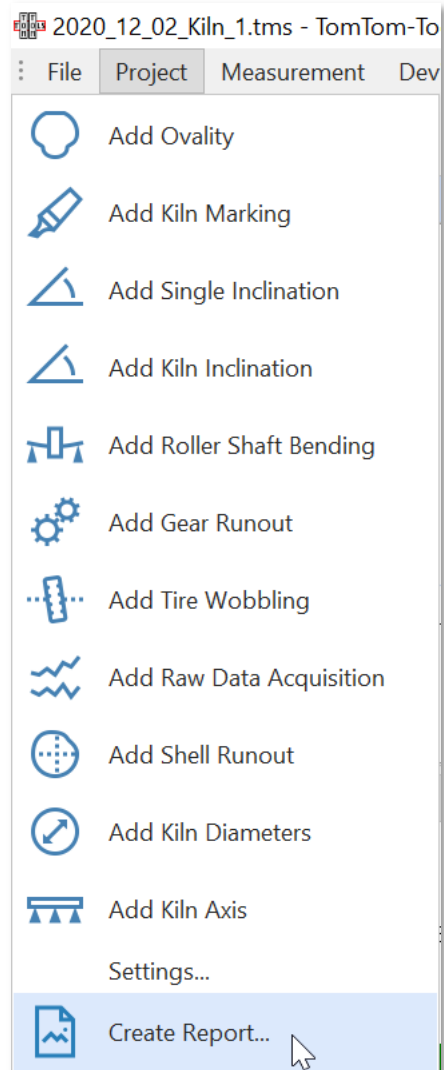 2020_12_02_Kiln_1.tms - TomTom-To
File Project Measurement Dev
Add Ovality
Add Kiln Marking
Add Single Inclination
Add Kiln Inclination
Add Roller Shaft Bending
Add Gear Runout
Add Tire Wobbling
Add Raw Data Acquisition
Add Shell Runout
Add Kiln Diameters
Add Kiln Axis
Settings...
Create Report...